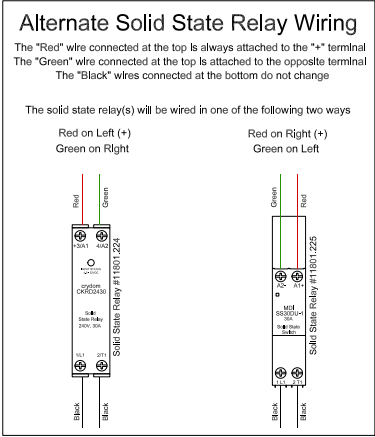 Alternate Solid State Relay Wiring
The "Red" wire connected at the top is always attached to the "+" terminal
The "Green" wire connected at the top is attached to the opposite terminal
The "Black" wires connected at the bottom do not change
The solid state relay(s) will be wired in one of the following two ways
Red on Left (+)
Green on Right
Red
Green
+3/A1 4/A2
crydom
CKRD2430
Solid
State Relay
240V, 30A
1/L1 2/T1
Black
Black
Solid State Relay #11801.224
Red on Right (+)
Green on Left
Green
Red
A2- A1+
MDI
SS30DU-1
30A
Solid State
Switch
1 L1 2 T1
Black
Black
Solid State Relay #11801.225